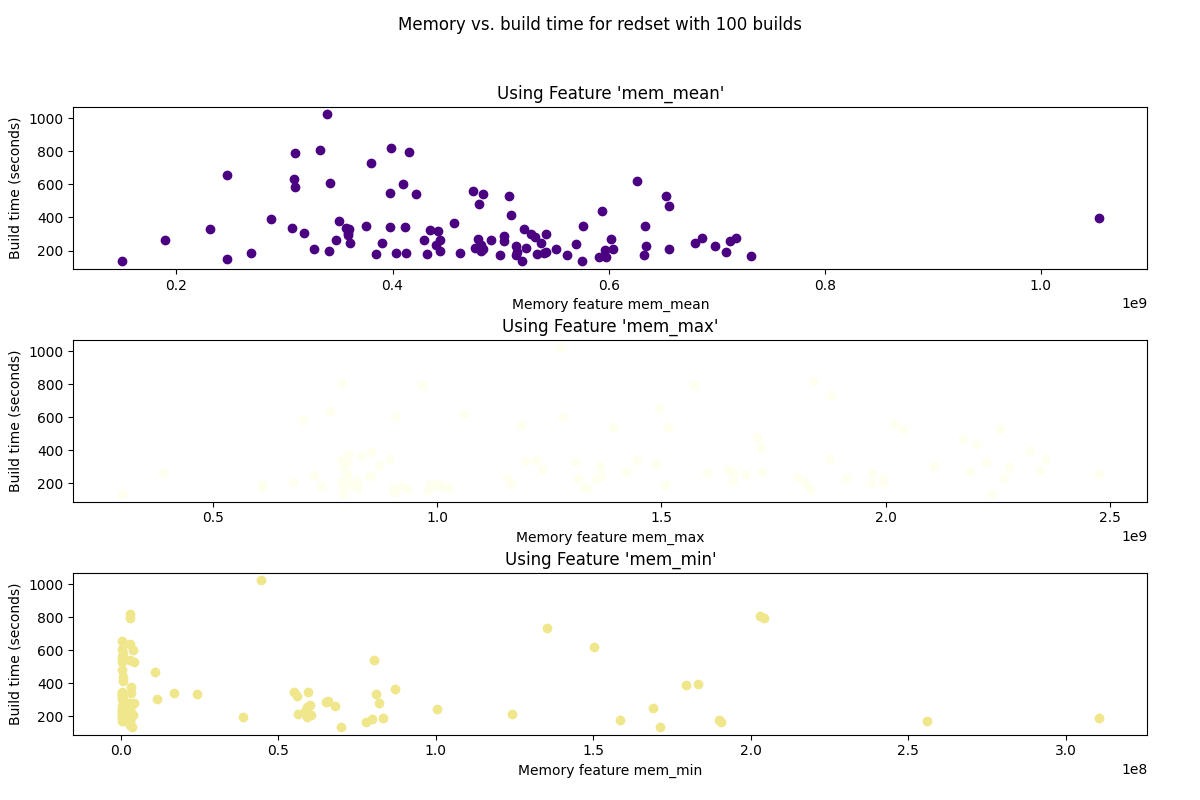 Memory vs. build time for redset with 100 builds
Using Feature 'mem_mean'
Build time (seconds)
1000
800
600
400
200
0.2 0.4 0.6 0.8 1.0
1e9
Memory feature mem_mean
Using Feature 'mem_max'
Build time (seconds)
1000
800
600
400
200
0.5 1.0 1.5 2.0 2.5
1e9
Memory feature mem_max
Using Feature 'mem_min'
Build time (seconds)
1000
800
600
400
200
0.0 0.5 1.0 1.5 2.0 2.5 3.0
1e8
Memory feature mem_min